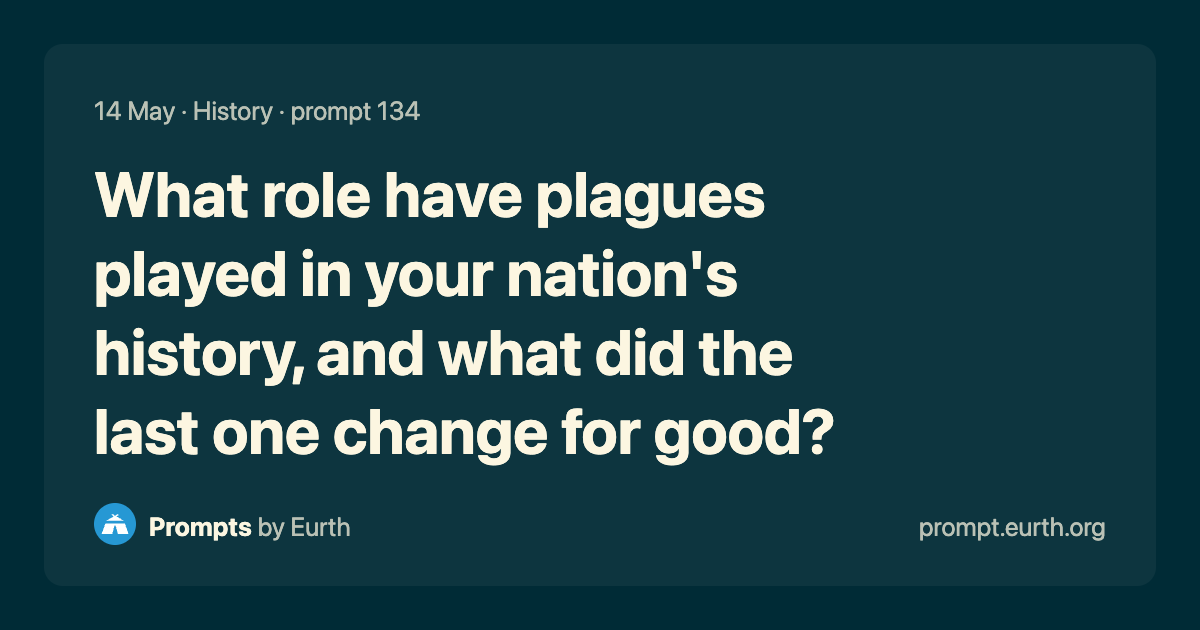 14 May · History · prompt 134
What role have plagues
played in your nation's
history, and what did the
last one change for good?
Prompts by Eurth
prompt.eurth.org